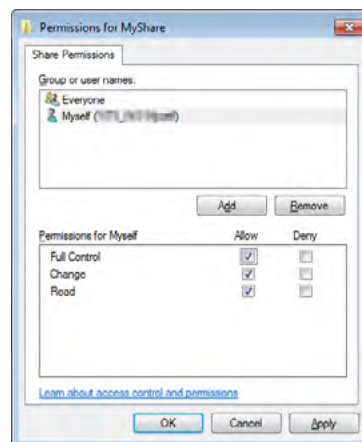 Permissions for MyShare
Share Permissions
Group or user names:
Everyone
Myself (
Add Remove
Permissions for Myself Allow Deny
Full Control
Change
Read
Learn about access control and permissions
OK Cancel Apply